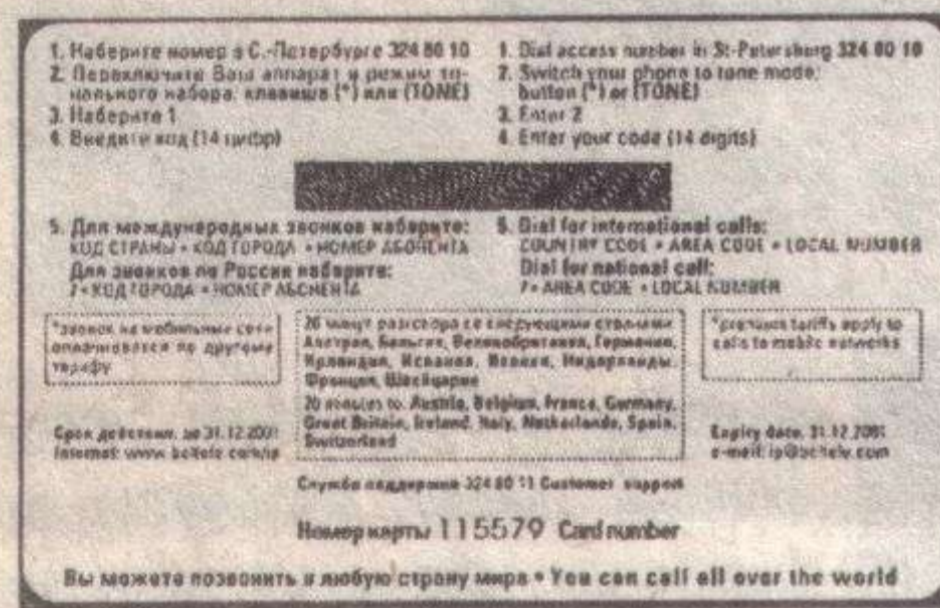 1. Наберите номер в С.-Петербурге 324 80 10
2. Переключите Ваш аппарат в режим то-
нального набора: клавиша (*) или (TONE)
3. Наберите 1
4. Введите код (14 цифр)
1. Dial access number in St-Petersburg 324 80 10
2. Switch your phone to tone mode:
button (*) or (TONE)
3. Enter 2
4. Enter your code (14 digits)
5. Для международных звонков наберите:
КОД СТРАНЫ + КОД ГОРОДА + НОМЕР АБОНЕНТА
Для звонков по России наберите:
7 + КОД ГОРОДА + НОМЕР АБОНЕНТА
5. Dial for international calls:
COUNTRY CODE + AREA CODE + LOCAL NUMBER
Dial for national call:
7 + AREA CODE + LOCAL NUMBER
*звонок на мобильные сети
оплачивается по другому
тарифу
20 минут разговора со следующими странами
Австрия, Бельгия, Великобритания, Германия,
Ирландия, Испания, Италия, Нидерланды,
Франция, Швейцария
20 minutes to: Austria, Belgium, France, Germany,
Great Britain, Ireland, Italy, Netherlands, Spain,
Switzerland
*premium tariffs apply to
calls to mobile networks
Срок действия: до 31.12.2001
Internet: www
Expiry date: 31.12.2001
e-mail:
Служба поддержки 324 80 11 Customer support
Номер карты 115579 Card number
Вы можете позвонить в любую страну мира • You can call all over the world